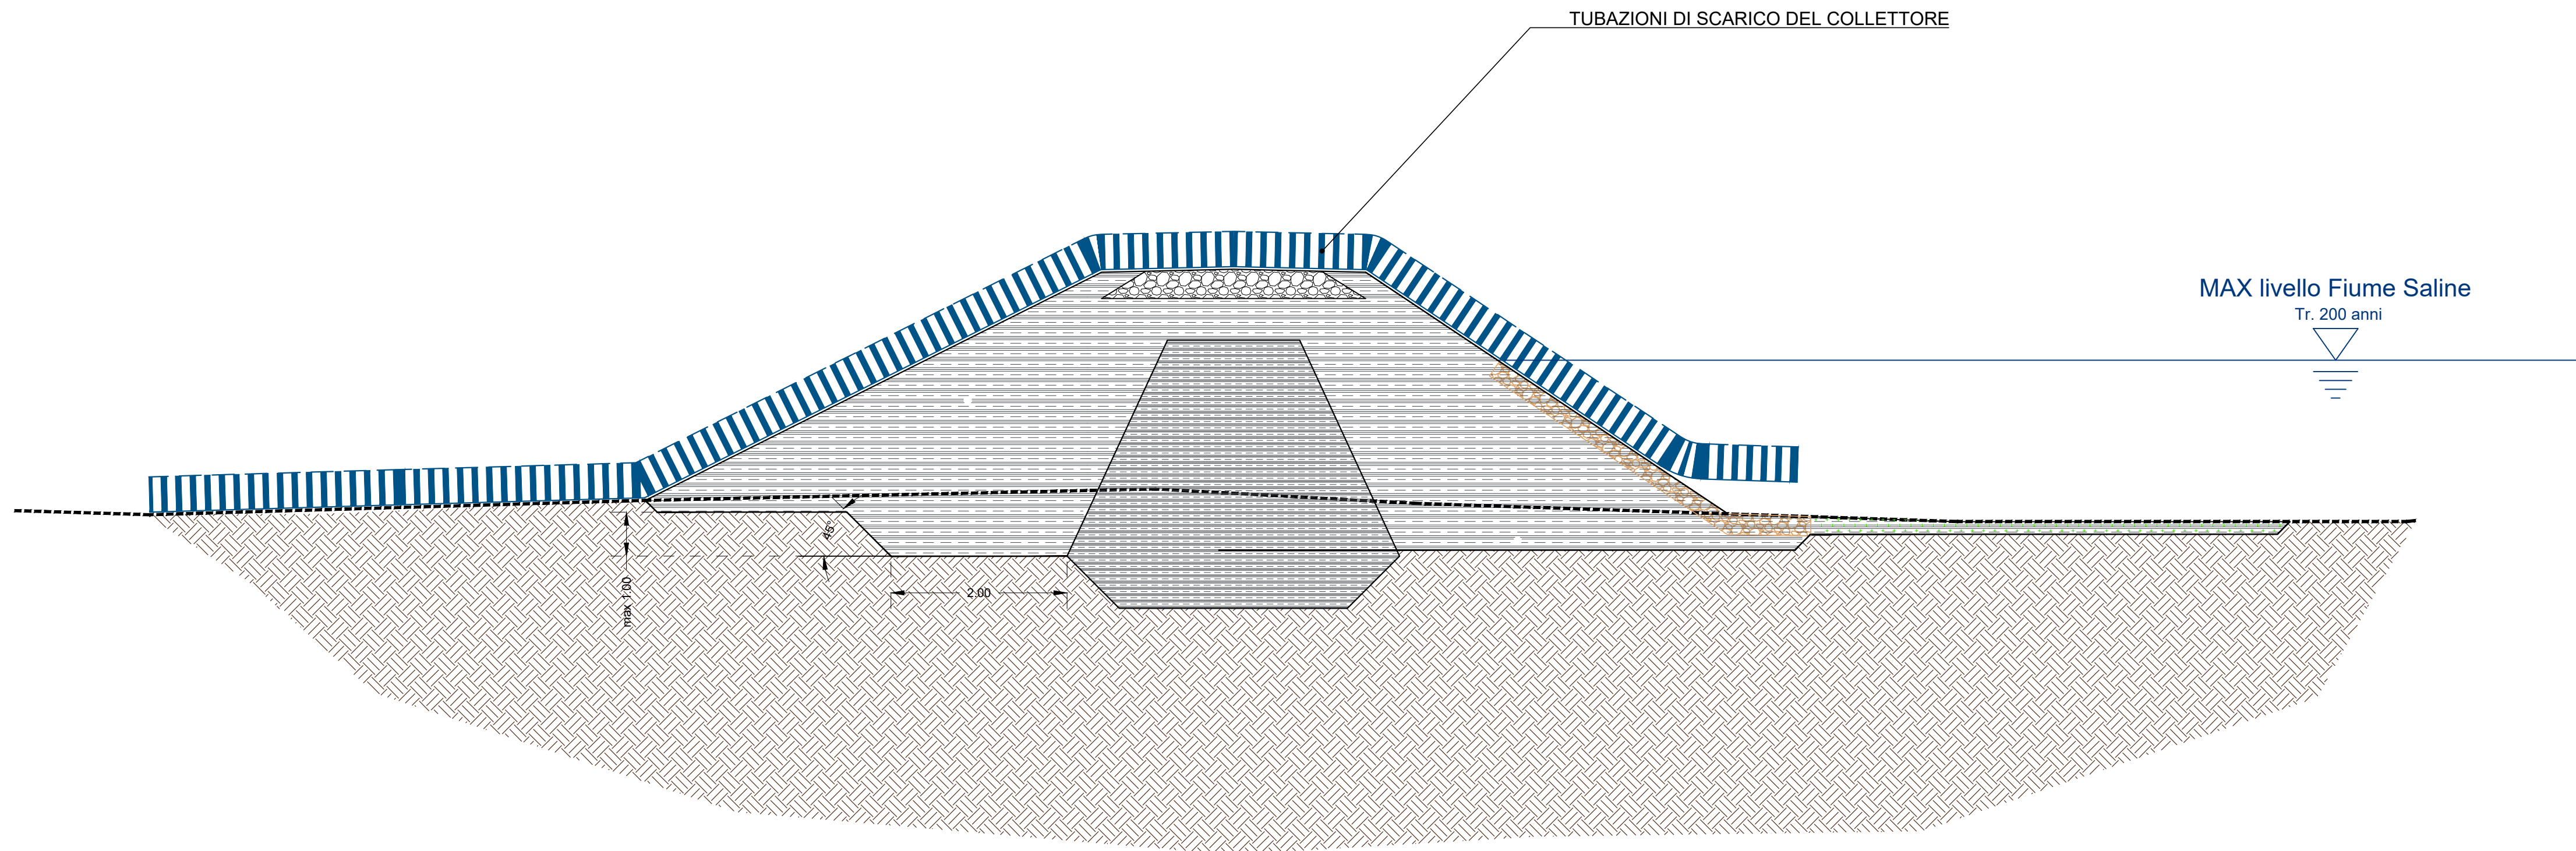 TUBAZIONI DI SCARICO DEL COLLETTORE
MAX livello Fiume Saline
Tr. 200 anni
45°
max 1.00
2.00